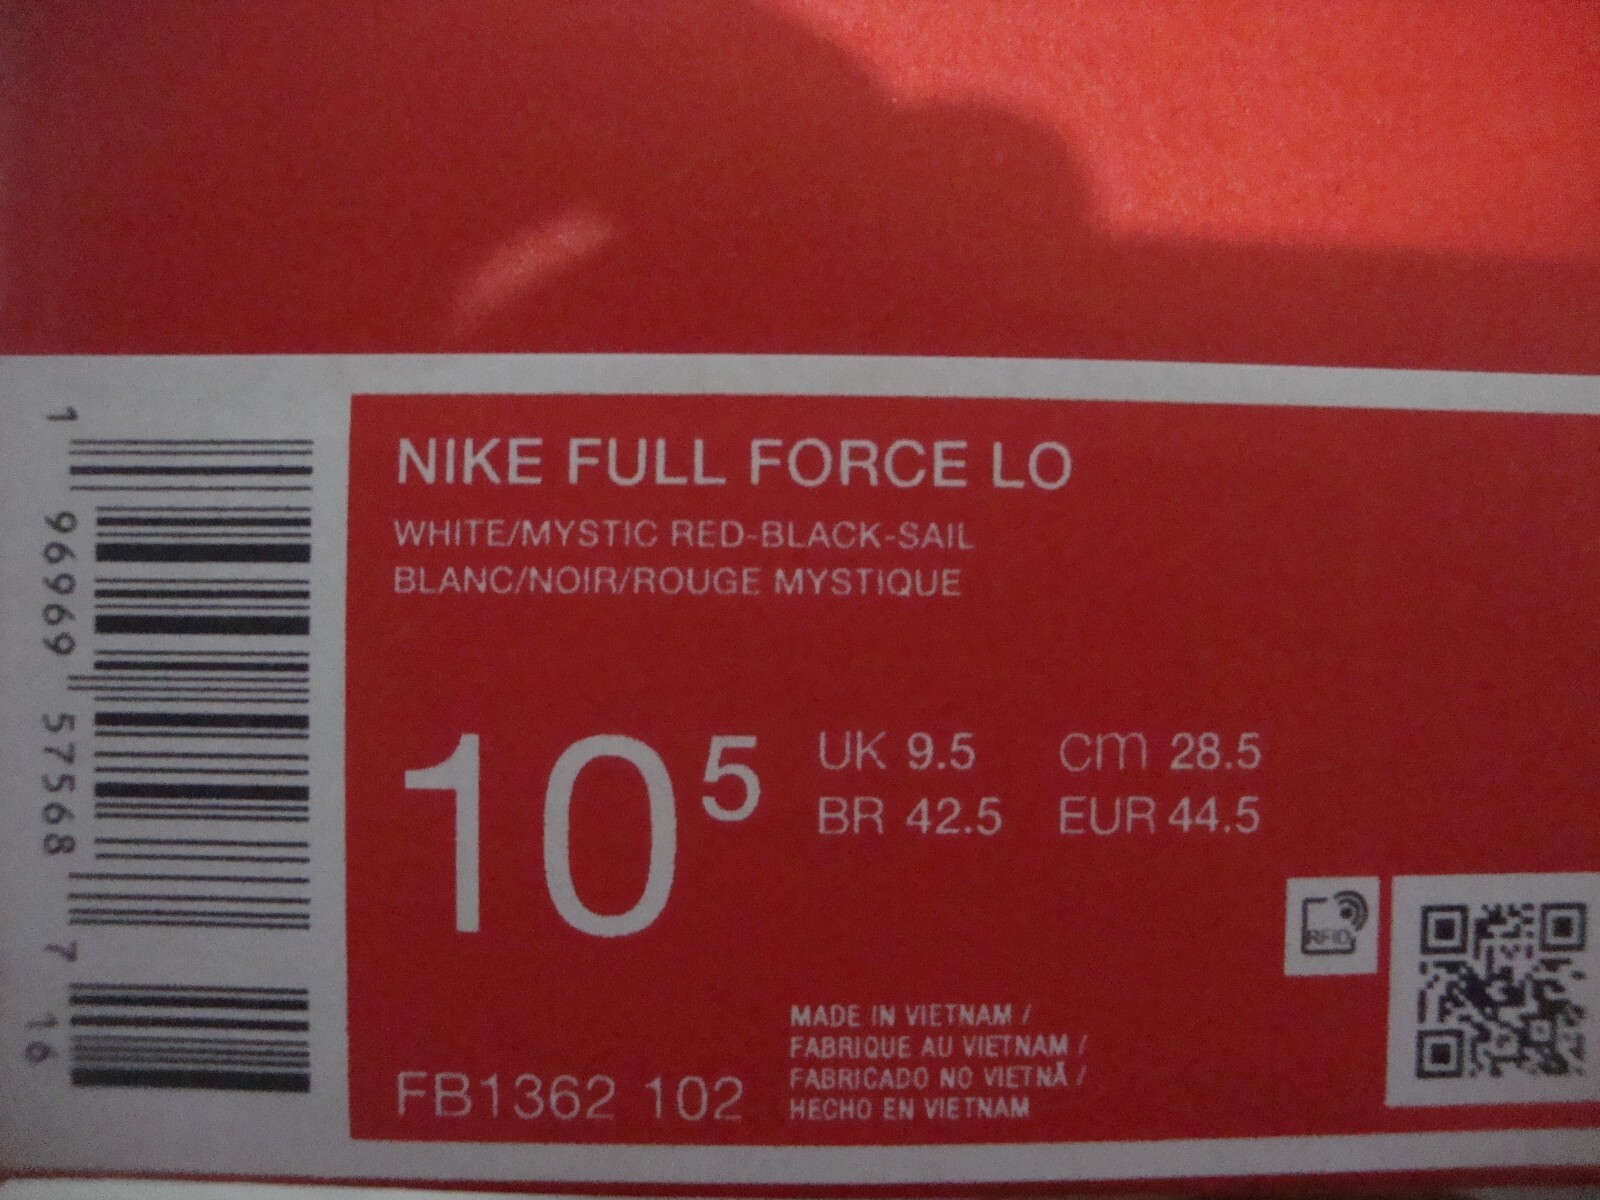 1 96969 57568 7 16
NIKE FULL FORCE LO
WHITE/MYSTIC RED-BLACK-SAIL
BLANC/NOIR/ROUGE MYSTIQUE
10 5
UK 9.5 cm 28.5
BR 42.5 EUR 44.5
RFID
MADE IN VIETNAM /
FABRIQUE AU VIETNAM /
FABRICADO NO VIETNÃ /
HECHO EN VIETNAM
FB1362 102